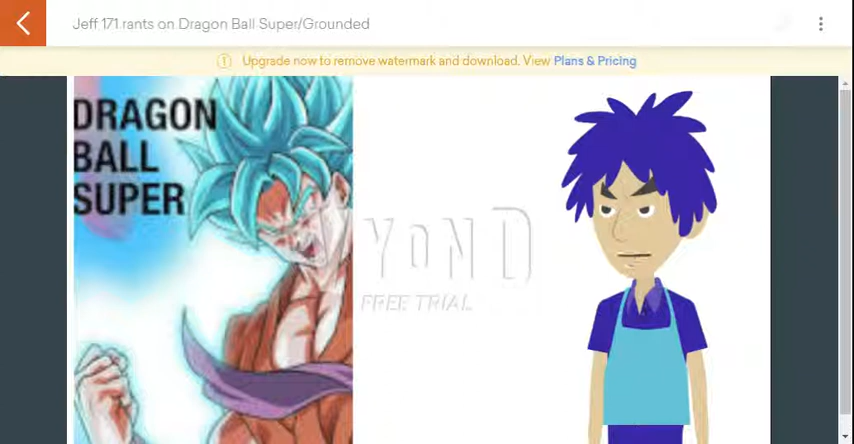 Jeff 171 rants on Dragon Ball Super/Grounded
Upgrade now to remove watermark and download. View Plans & Pricing
DRAGON
BALL
SUPER
YOND
FREE TRIAL